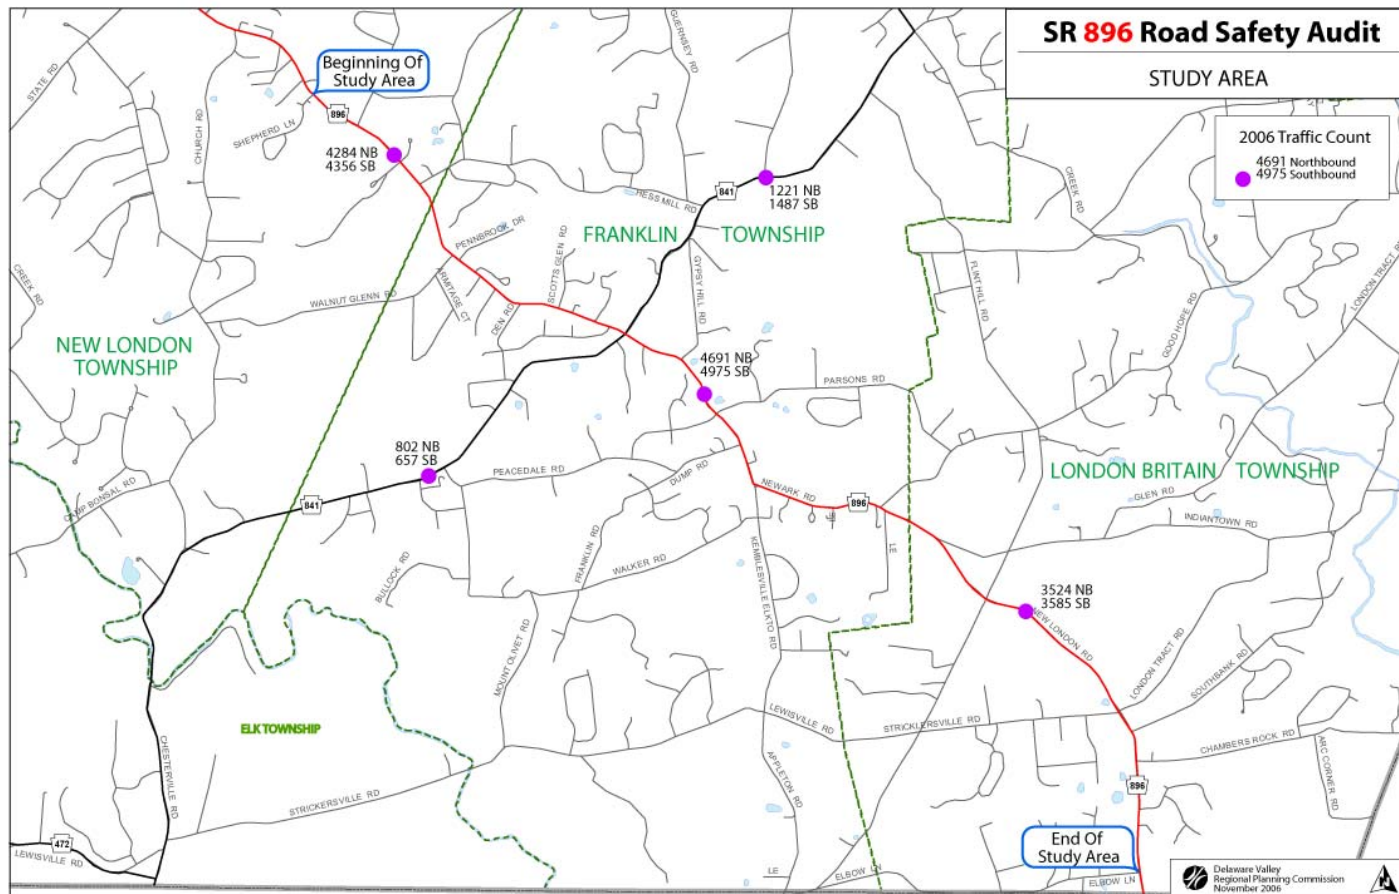 SR 896 Road Safety Audit
STUDY AREA
2006 Traffic Count
4691 Northbound
4975 Southbound
Beginning Of
Study Area
896
STATE RD
CHURCH RD
SHEPHERD LN
4284 NB
4356 SB
GUERNSEY RD
841
1221 NB
1487 SB
HESS MILL RD
FRANKLIN TOWNSHIP
PENNBROOK DR
SCOTTS GLEN RD
ARMITAGE CT
DEN RD
GYPSY HILL RD
WALNUT GLENN RD
CREEK RD
CREEK RD
FLINT HILL RD
GOOD HOPE RD
LONDON TRACT RD
NEW LONDON
TOWNSHIP
4691 NB
4975 SB
PARSONS RD
802 NB
657 SB
PEACEDALE RD
DUMP RD
NEWARK RD
896
LONDON BRITAIN TOWNSHIP
GLEN RD
INDIANTOWN RD
CAMP BONSAL RD
841
BULLOCK RD
FRANKLIN RD
WALKER RD
KEMBLESVILLE ELKTO RD
LE
LE
3524 NB
3585 SB
NEW LONDON RD
LONDON TRACT RD
SOUTHBANK RD
MOUNT OLIVET RD
LEWISVILLE RD
STRICKLERSVILLE RD
CHAMBERS ROCK RD
ARC CORNER RD
ELK TOWNSHIP
CHESTERVILLE RD
STRICKERSVILLE RD
APPLETON RD
896
472
LEWISVILLE RD
LE
ELBOW LN
End Of
Study Area
ELBOW LN
Delaware Valley
Regional Planning Commission
November 2006